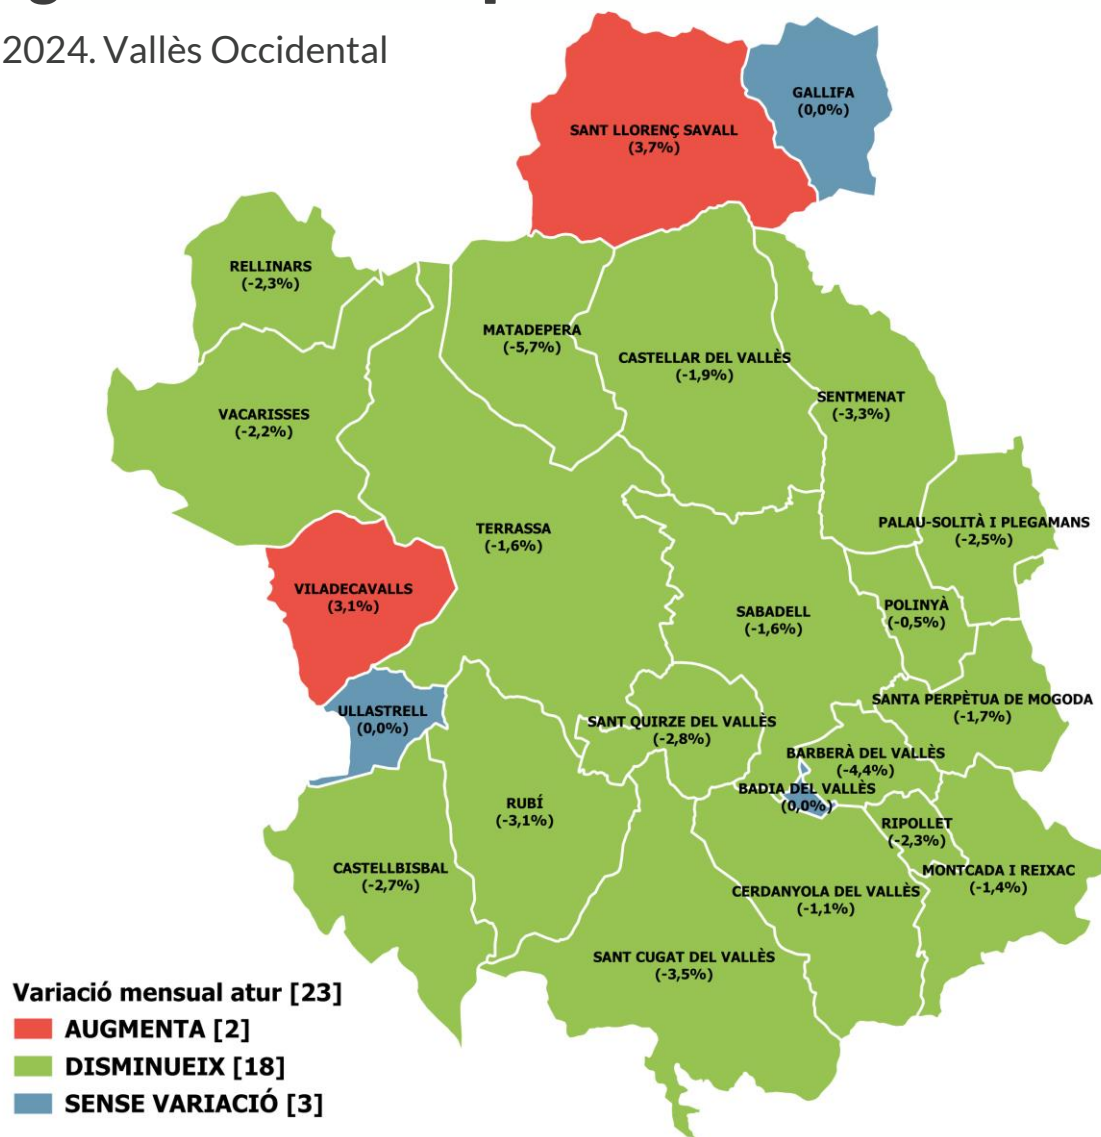 2024. Vallès Occidental
GALLIFA
(0,0%)
SANT LLORENÇ SAVALL
(3,7%)
RELLINARS
(-2,3%)
MATADEPERA
(-5,7%)
CASTELLAR DEL VALLÈS
(-1,9%)
SENTMENAT
(-3,3%)
VACARISSES
(-2,2%)
TERRASSA
(-1,6%)
PALAU-SOLITÀ I PLEGAMANS
(-2,5%)
VILADECAVALLS
(3,1%)
SABADELL
(-1,6%)
POLINYÀ
(-0,5%)
SANTA PERPÈTUA DE MOGODA
(-1,7%)
ULLASTRELL
(0,0%)
SANT QUIRZE DEL VALLÈS
(-2,8%)
BARBERÀ DEL VALLÈS
(-4,4%)
BADIA DEL VALLÈS
(0,0%)
RUBÍ
(-3,1%)
RIPOLLET
(-2,3%)
CASTELLBISBAL
(-2,7%)
MONTCADA I REIXAC
(-1,4%)
CERDANYOLA DEL VALLÈS
(-1,1%)
SANT CUGAT DEL VALLÈS
(-3,5%)
Variació mensual atur [23]
AUGMENTA [2]
DISMINUEIX [18]
SENSE VARIACIÓ [3]